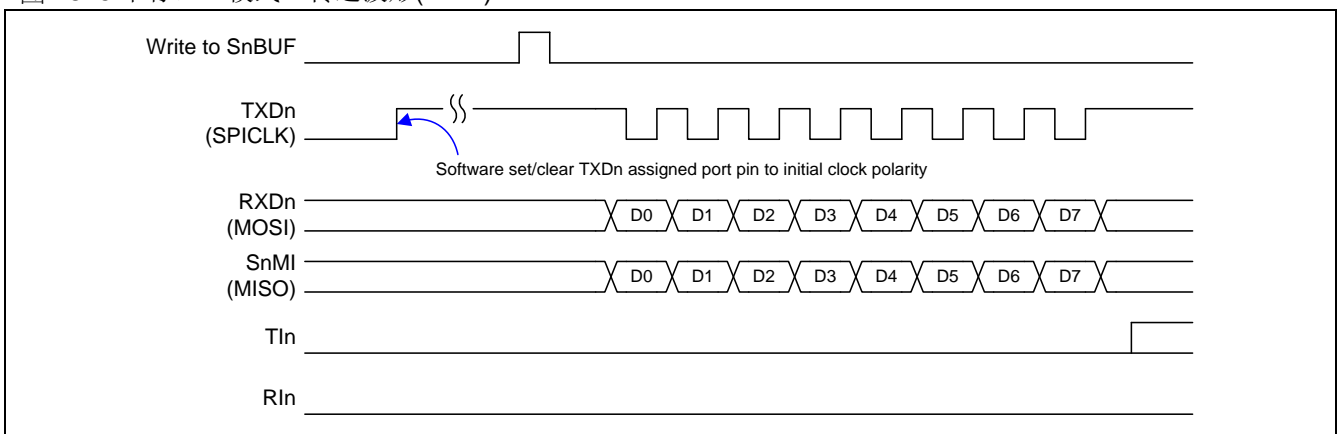 Write to SnBUF
TXDn
(SPICLK)
Software set/clear TXDn assigned port pin to initial clock polarity
RXDn
(MOSI)
D0 D1 D2 D3 D4 D5 D6 D7
SnMI
(MISO)
D0 D1 D2 D3 D4 D5 D6 D7
TIn
RIn